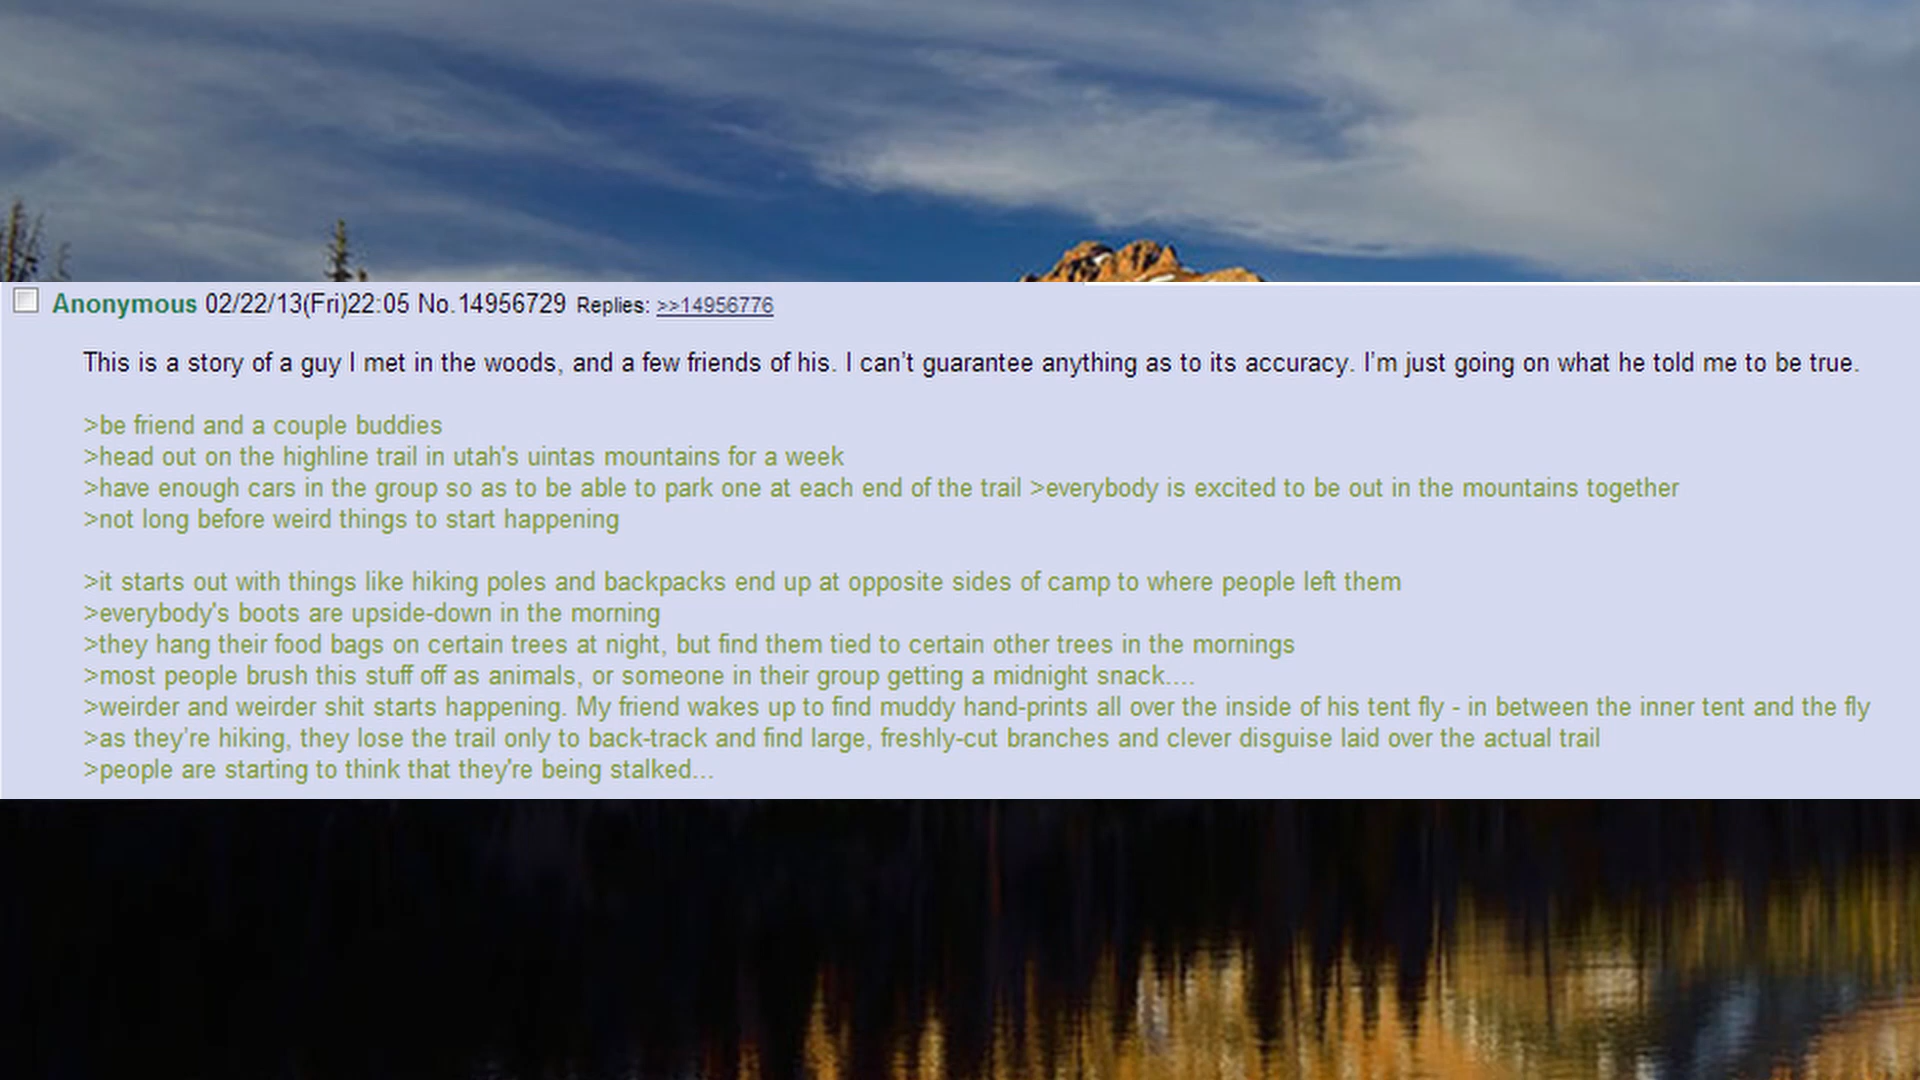 Anonymous 02/22/13(Fri)22:05 No.14956729 Replies: >>14956776
This is a story of a guy I met in the woods, and a few friends of his. I can't guarantee anything as to its accuracy. I'm just going on what he told me to be true.
>be friend and a couple buddies
>head out on the highline trail in utah's uintas mountains for a week
>have enough cars in the group so as to be able to park one at each end of the trail >everybody is excited to be out in the mountains together
>not long before weird things to start happening
>it starts out with things like hiking poles and backpacks end up at opposite sides of camp to where people left them
>everybody's boots are upside-down in the morning
>they hang their food bags on certain trees at night, but find them tied to certain other trees in the mornings
>most people brush this stuff off as animals, or someone in their group getting a midnight snack....
>weirder and weirder shit starts happening. My friend wakes up to find muddy hand-prints all over the inside of his tent fly - in between the inner tent and the fly
>as they're hiking, they lose the trail only to back-track and find large, freshly-cut branches and clever disguise laid over the actual trail
>people are starting to think that they're being stalked...